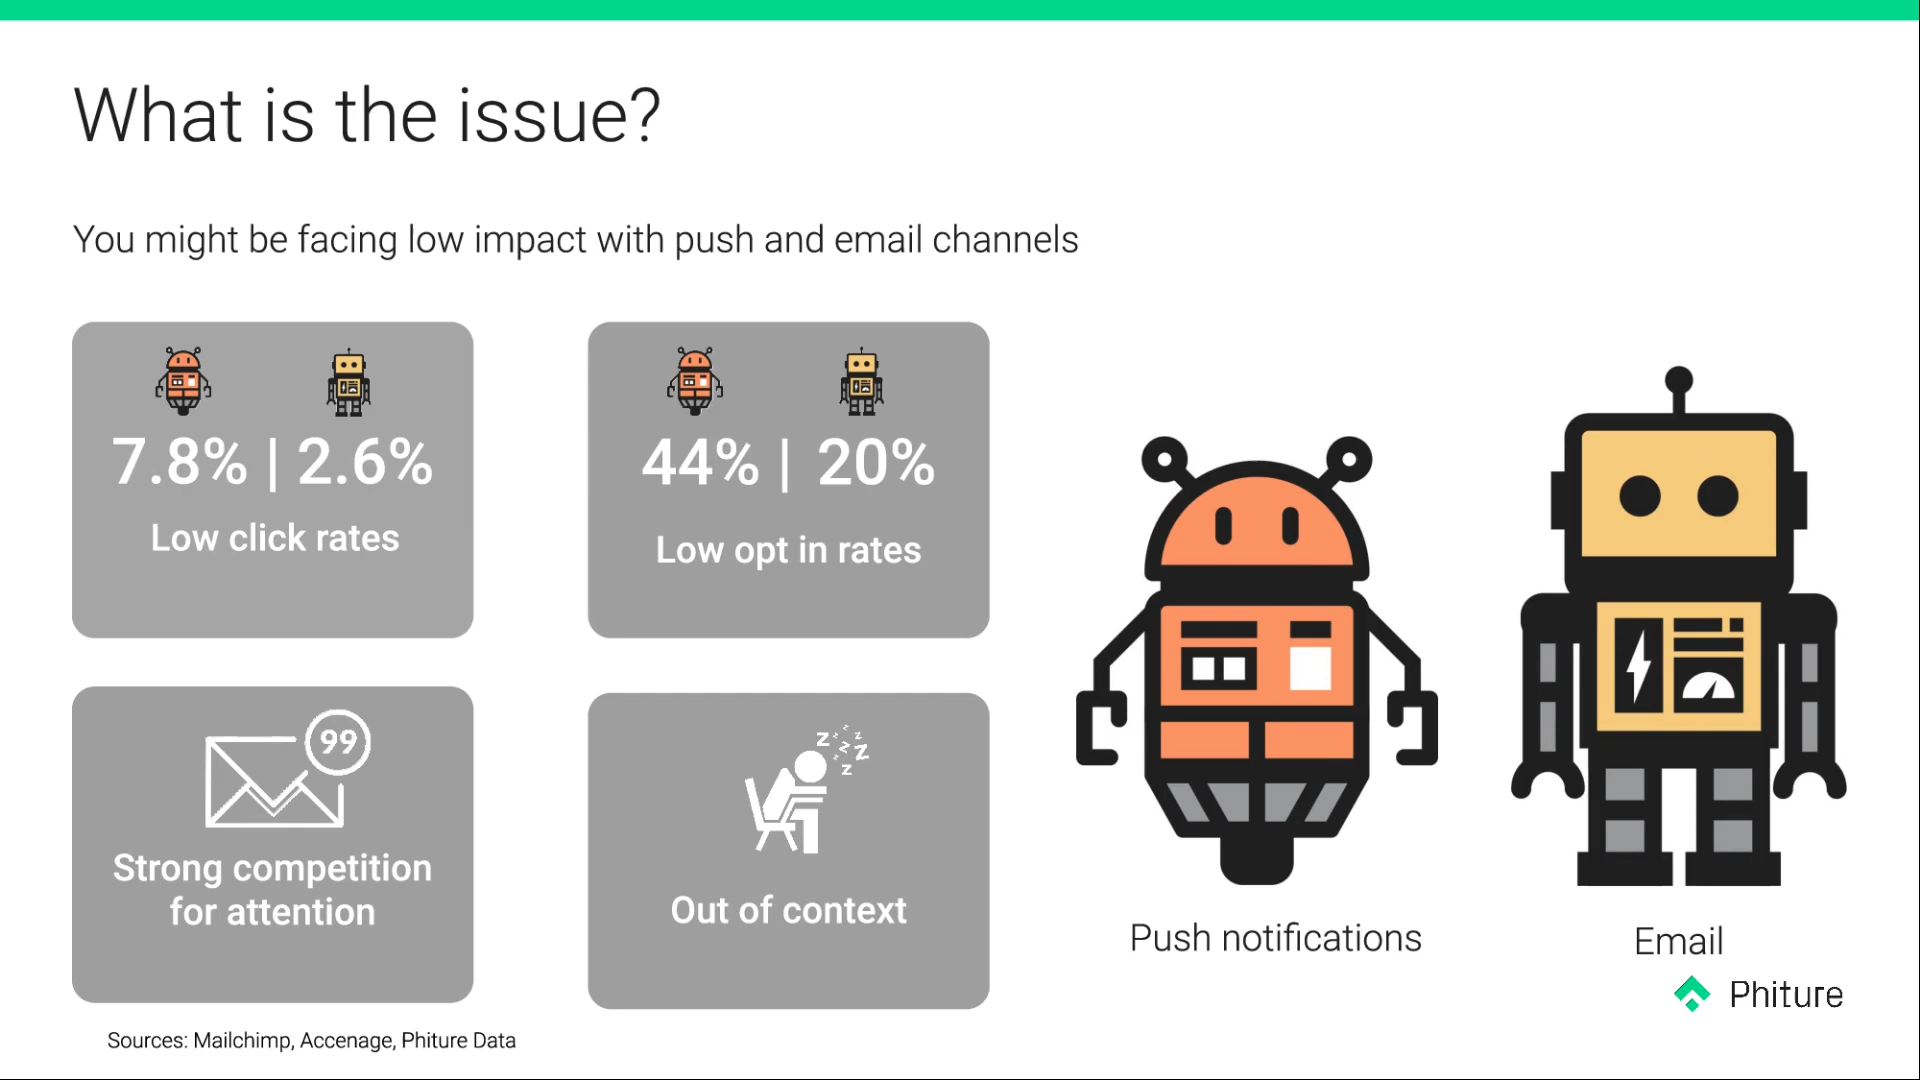 What is the issue?
You might be facing low impact with push and email channels
7.8% | 2.6%
Low click rates
44% | 20%
Low opt in rates
99
Strong competition
for attention
z z z z z z z z
Out of context
Push notifications
Email
Phiture
Sources: Mailchimp, Accenage, Phiture Data